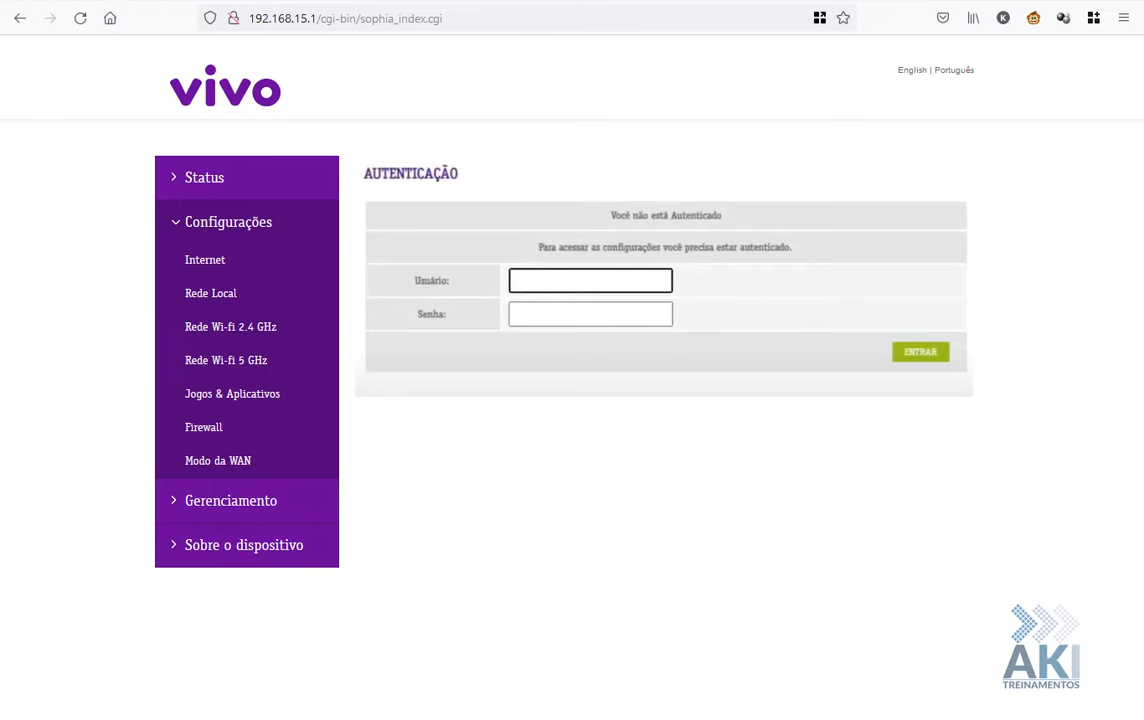 192.168.15.1/cgi-bin/sophia_index.cgi
K
vivo
English | Português
Status
Configurações
Internet
Rede Local
Rede Wi-fi 2.4 GHz
Rede Wi-fi 5 GHz
Jogos & Aplicativos
Firewall
Modo da WAN
Gerenciamento
Sobre o dispositivo
AUTENTICAÇÃO
Você não está Autenticado
Para acessar as configurações você precisa estar autenticado.
Usuário:
Senha:
ENTRAR
AKI
TREINAMENTOS